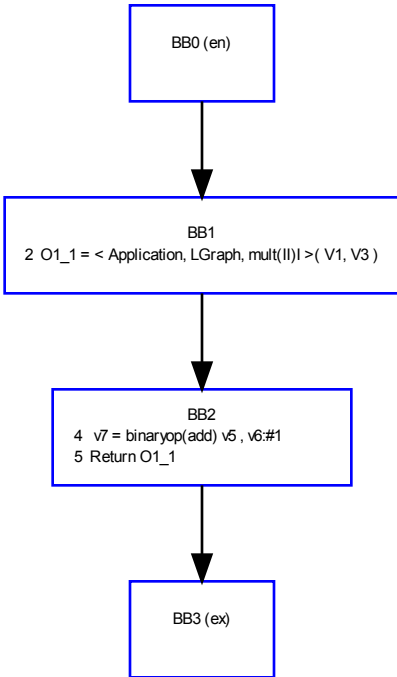 BB0 (en)
BB1
2 O1_1 = < Application, LGraph, mult(II)I >( V1, V3 )
BB2
4 v7 = binaryop(add) v5 , v6:#1
5 Return O1_1
BB3 (ex)